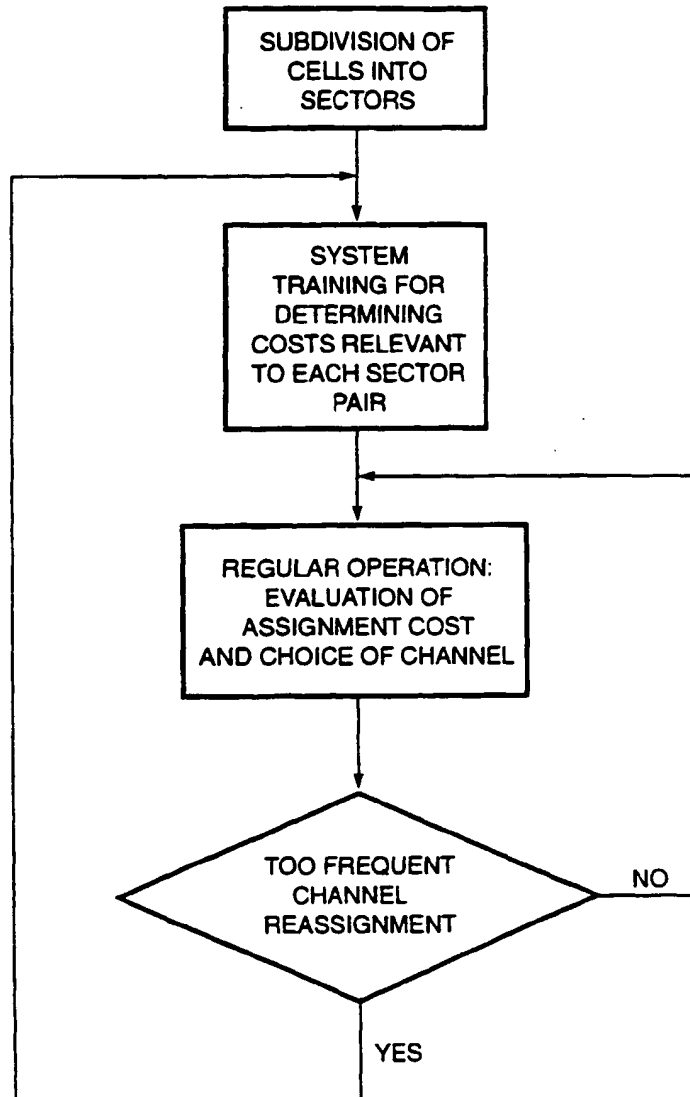 SUBDIVISION OF
CELLS INTO
SECTORS
SYSTEM
TRAINING FOR
DETERMINING
COSTS RELEVANT
TO EACH SECTOR
PAIR
REGULAR OPERATION:
EVALUATION OF
ASSIGNMENT COST
AND CHOICE OF CHANNEL
TOO FREQUENT
CHANNEL
REASSIGNMENT
NO
YES